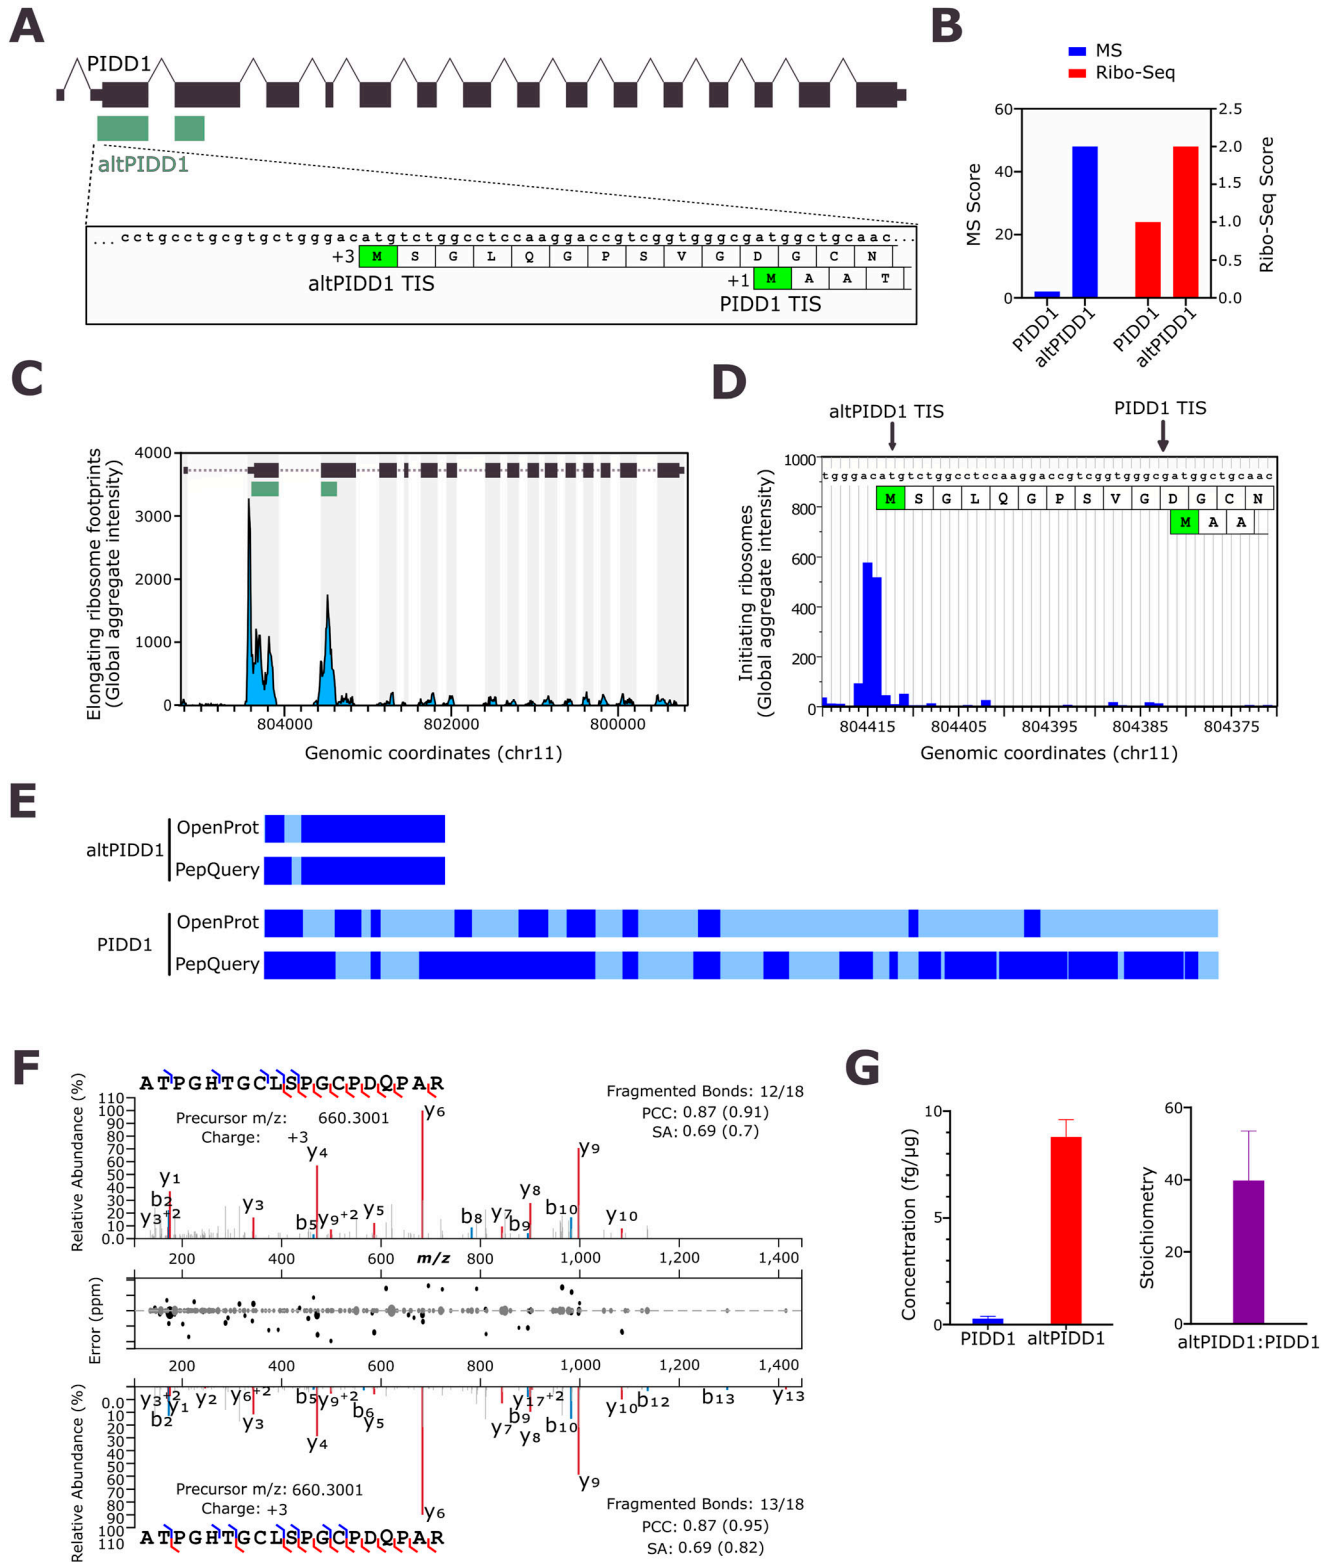 A
PIDD1
altPIDD1
...cctgcctgcgtgctgggacatgtctggcctccaaggaccgtcggtgggcgatggctgcaac...
+3 M S G L Q G P S V G D G C N
altPIDD1 TIS
+1 M A A T
PIDD1 TIS
B
MS
Ribo-Seq
60
40
20
0
MS Score
2.5
2.0
1.5
1.0
0.5
0.0
Ribo-Seq Score
PIDD1
altPIDD1
PIDD1
altPIDD1
C
Elongating ribosome footprints
(Global aggregate intensity)
4000
3000
2000
1000
0
804000 802000 800000
Genomic coordinates (chr11)
D
altPIDD1 TIS
PIDD1 TIS
Initiating ribosomes
(Global aggregate intensity)
1000
800
600
400
200
0
tgggacatgtctggcctccaaggaccgtcggtgggcgatggctgcaac
M S G L Q G P S V G D G C N
M A A
804415 804405 804395 804385 804375
Genomic coordinates (chr11)
E
altPIDD1
OpenProt
PepQuery
PIDD1
OpenProt
PepQuery
F
ATPGHTGCLSPGCPDQPAR
Fragmented Bonds: 12/18
PCC: 0.87 (0.91)
SA: 0.69 (0.7)
Precursor m/z: 660.3001
Charge: +3
Relative Abundance (%)
110
100
90
80
70
60
50
40
30
20
10
0.0
y3+2 b2 y1 y3 b5 y4 y9+2 y5 y6 b8 y7 b9 y8 b10 y9 y10
200 400 600 m/z 800 1,000 1,200 1,400
Error (ppm)
200 400 600 800 1,000 1,200 1,400
Relative Abundance (%)
0.0
10
20
30
40
50
60
70
80
90
100
110
y3+2 b2 y1 y2 y6+2 y3 b5 y4 y9+2 b6 y5 y6 y7 b9 y17+2 y8 b10 y9 y10 b12 b13 y13
Precursor m/z: 660.3001
Charge: +3
Fragmented Bonds: 13/18
PCC: 0.87 (0.95)
SA: 0.69 (0.82)
ATPGHTGCLSPGCPDQPAR
G
Concentration (fg/µg)
10
5
0
PIDD1 altPIDD1
Stoichiometry
60
40
20
0
altPIDD1:PIDD1